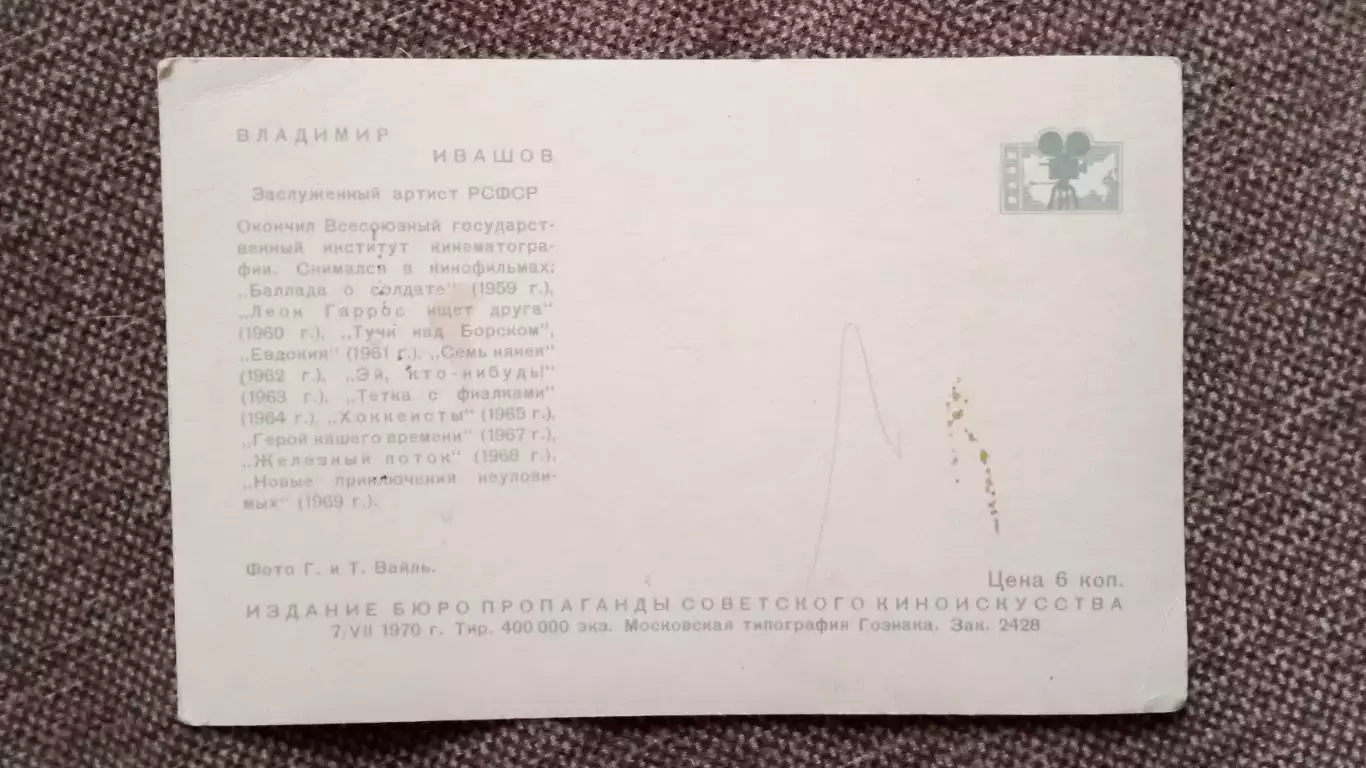 ВЛАДИМИР
ИВАШОВ
Заслуженный артист РСФСР
Окончил Всесоюзный государст-
венный институт кинематогра-
фии. Снимался в кинофильмах:
„Баллада о солдате" (1959 г.),
„Леон Гаррос ищет друга"
(1960 г.), „Тучи над Борском",
„Евдокия" (1961 г.), „Семь нянек"
(1962 г.), „Эй, кто-нибудь!"
(1963 г.), „Тетка с фиалками"
(1964 г.), „Хоккеисты" (1965 г.),
„Герой нашего времени" (1967 г.),
„Железный поток" (1968 г.),
„Новые приключения неулови-
мых" (1969 г.).
Фото Г. и Т. Вайль.
Цена 6 коп.
ИЗДАНИЕ БЮРО ПРОПАГАНДЫ СОВЕТСКОГО КИНОИСКУССТВА
7/VII 1970 г. Тир. 400 000 экз. Московская типография Гознака. Зак. 2428